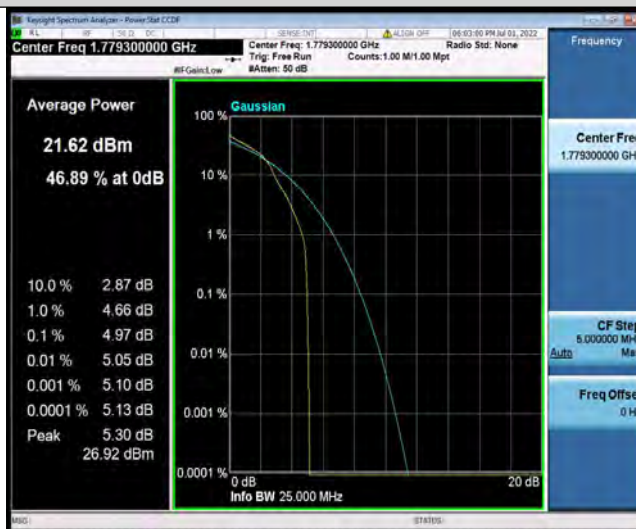 Keysight Spectrum Analyzer - Power Stat CCDF
RL RF 50 Ω DC SENSE:INT ALIGN OFF 06:03:00 PM Jul 01, 2022
Center Freq 1.779300000 GHz
Center Freq: 1.779300000 GHz Radio Std: None
Trig: Free Run Counts:1.00 M/1.00 Mpt
#IFGain:Low #Atten: 50 dB
Frequency
Average Power
21.62 dBm
46.89 % at 0dB
10.0 % 2.87 dB
1.0 % 4.66 dB
0.1 % 4.97 dB
0.01 % 5.05 dB
0.001 % 5.10 dB
0.0001 % 5.13 dB
Peak 5.30 dB
26.92 dBm
Gaussian
100 %
10 %
1 %
0.1 %
0.01 %
0.001 %
0.0001 %
0 dB 20 dB
Info BW 25.000 MHz
Center Fre
1.779300000 GH
CF Step
5.000000 MH
Auto Ma
Freq Offse
0 H
MSG STATUS